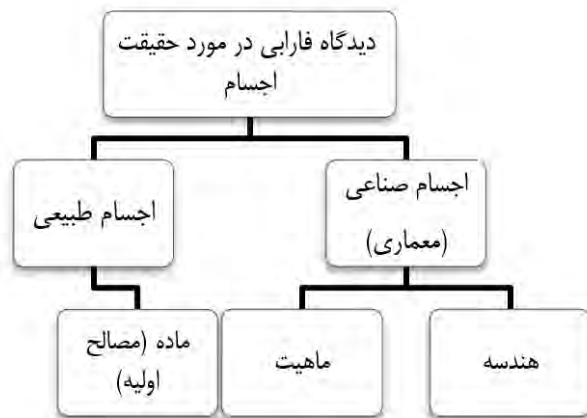 دیدگاه فارابی در مورد حقیقت
اجسام
اجسام صناعی
(معماری)
اجسام طبیعی
هندسه
ماهیت
ماده (مصالح
اولیه)